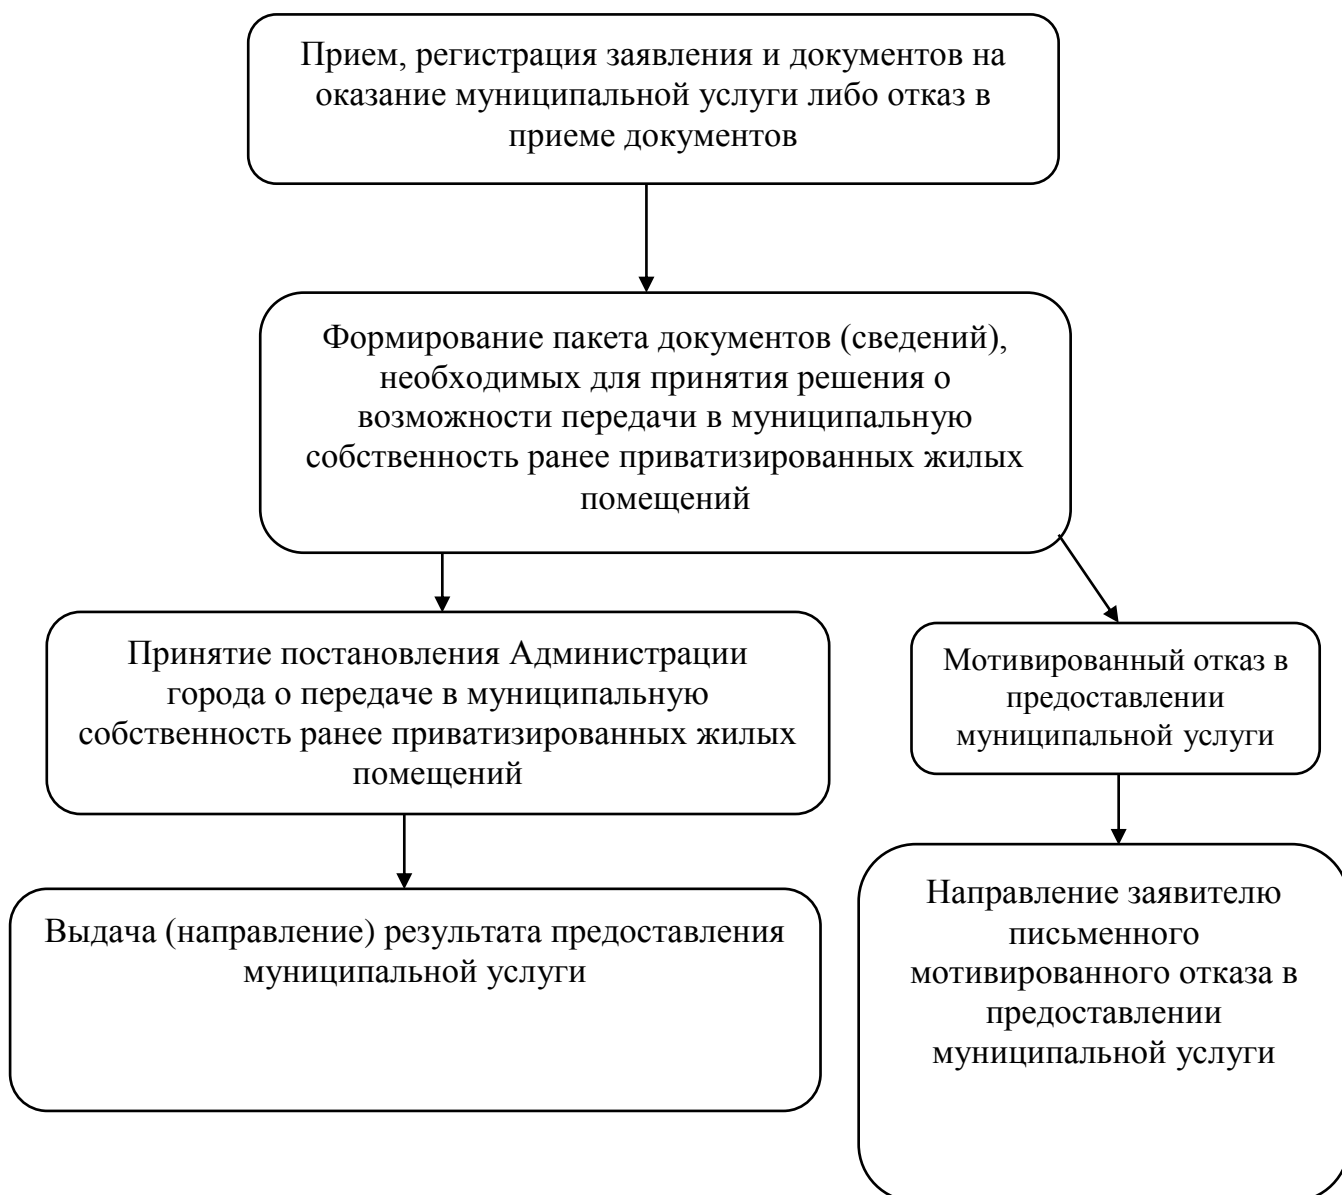 Прием, регистрация заявления и документов на
оказание муниципальной услуги либо отказ в
приеме документов
Формирование пакета документов (сведений),
необходимых для принятия решения о
возможности передачи в муниципальную
собственность ранее приватизированных жилых
помещений
Принятие постановления Администрации
города о передаче в муниципальную
собственность ранее приватизированных жилых
помещений
Мотивированный отказ в
предоставлении
муниципальной услуги
Выдача (направление) результата предоставления
муниципальной услуги
Направление заявителю
письменного
мотивированного отказа в
предоставлении
муниципальной услуги